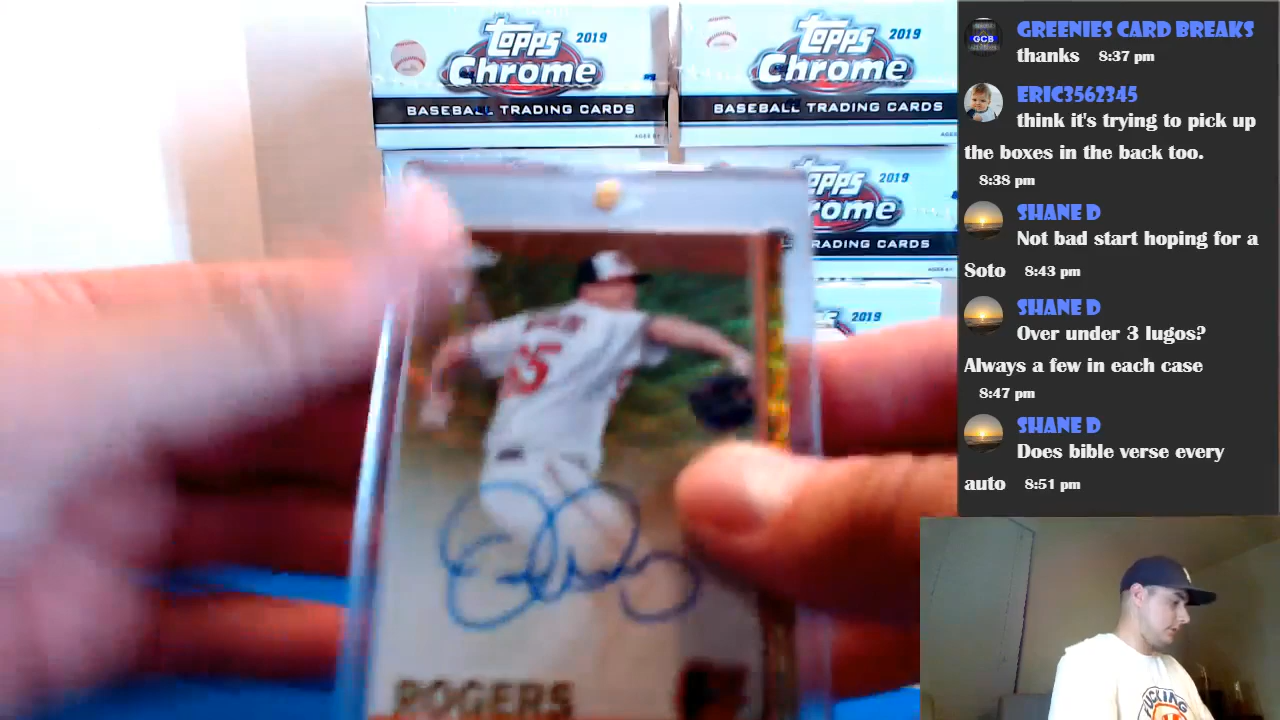 Topps 2019
Chrome
BASEBALL TRADING CARDS
Topps 2019
Chrome
BASEBALL TRADING CARDS
2019
TRADING CARDS
2019
ROGERS
GCB
GREENIES CARD BREAKS
thanks 8:37 pm
ERIC3562345
think it's trying to pick up
the boxes in the back too.
8:38 pm
SHANE D
Not bad start hoping for a
Soto 8:43 pm
SHANE D
Over under 3 lugos?
Always a few in each case
8:47 pm
SHANE D
Does bible verse every
auto 8:51 pm